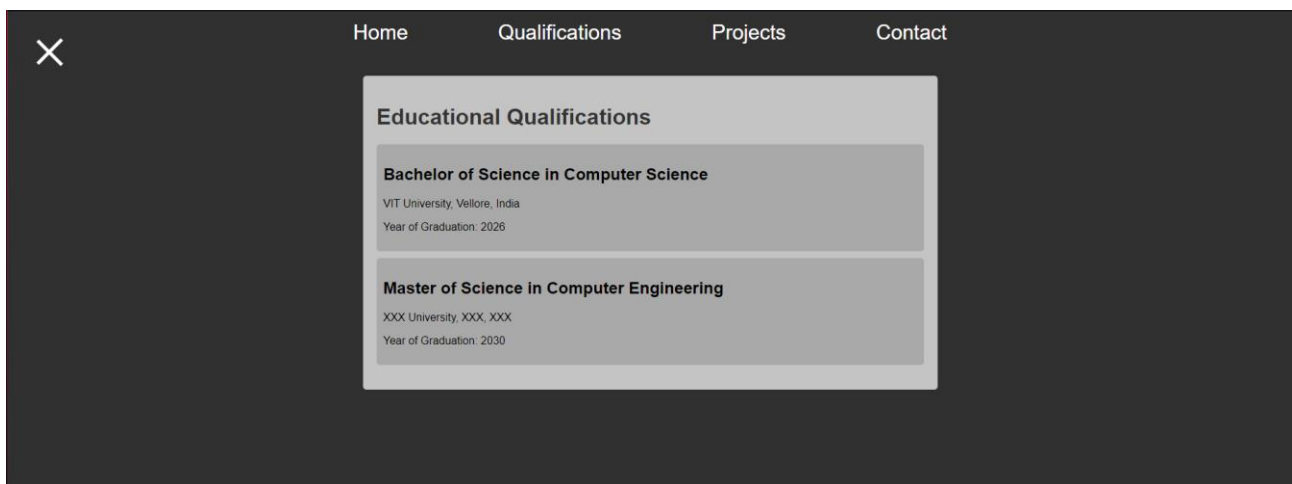 Home Qualifications Projects Contact
Educational Qualifications
Bachelor of Science in Computer Science
VIT University, Vellore, India
Year of Graduation: 2026
Master of Science in Computer Engineering
XXX University, XXX, XXX
Year of Graduation: 2030